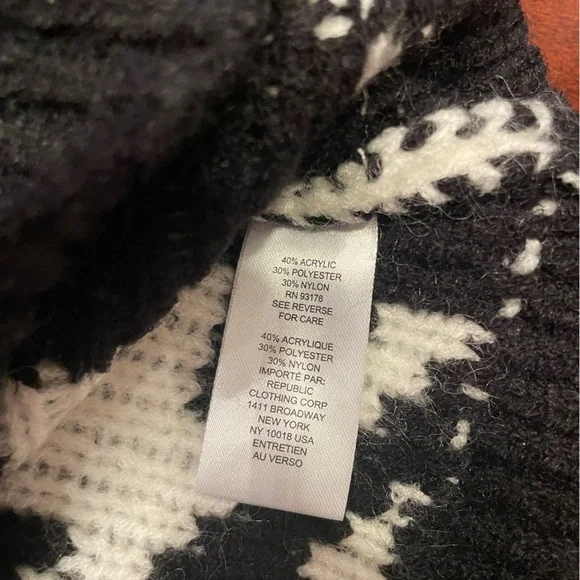 40% ACRYLIC
30% POLYESTER
30% NYLON
RN 93178
SEE REVERSE
FOR CARE
40% ACRYLIQUE
30% POLYESTER
30% NYLON
IMPORTÉ PAR:
REPUBLIC
CLOTHING CORP
1411 BROADWAY
NEW YORK
NY 10018 USA
ENTRETIEN
AU VERSO